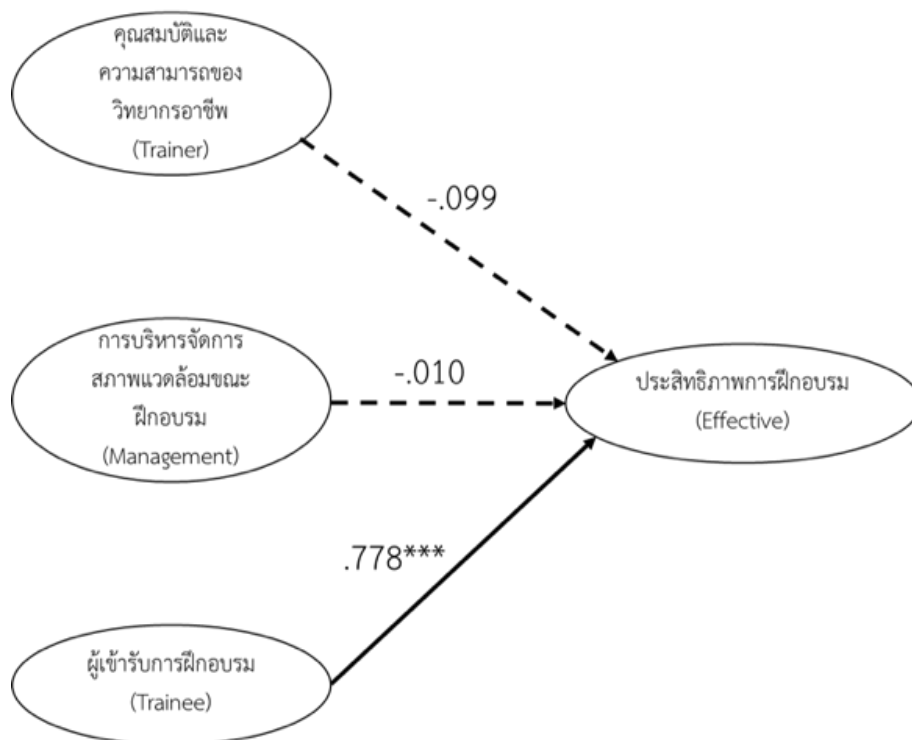 คุณสมบัติและ
ความสามารถของ
วิทยากรอาชีพ
(Trainer)
-.099
การบริหารจัดการ
สภาพแวดล้อมขณะ
ฝึกอบรม
(Management)
-.010
ประสิทธิภาพการฝึกอบรม
(Effective)
.778***
ผู้เข้ารับการฝึกอบรม
(Trainee)